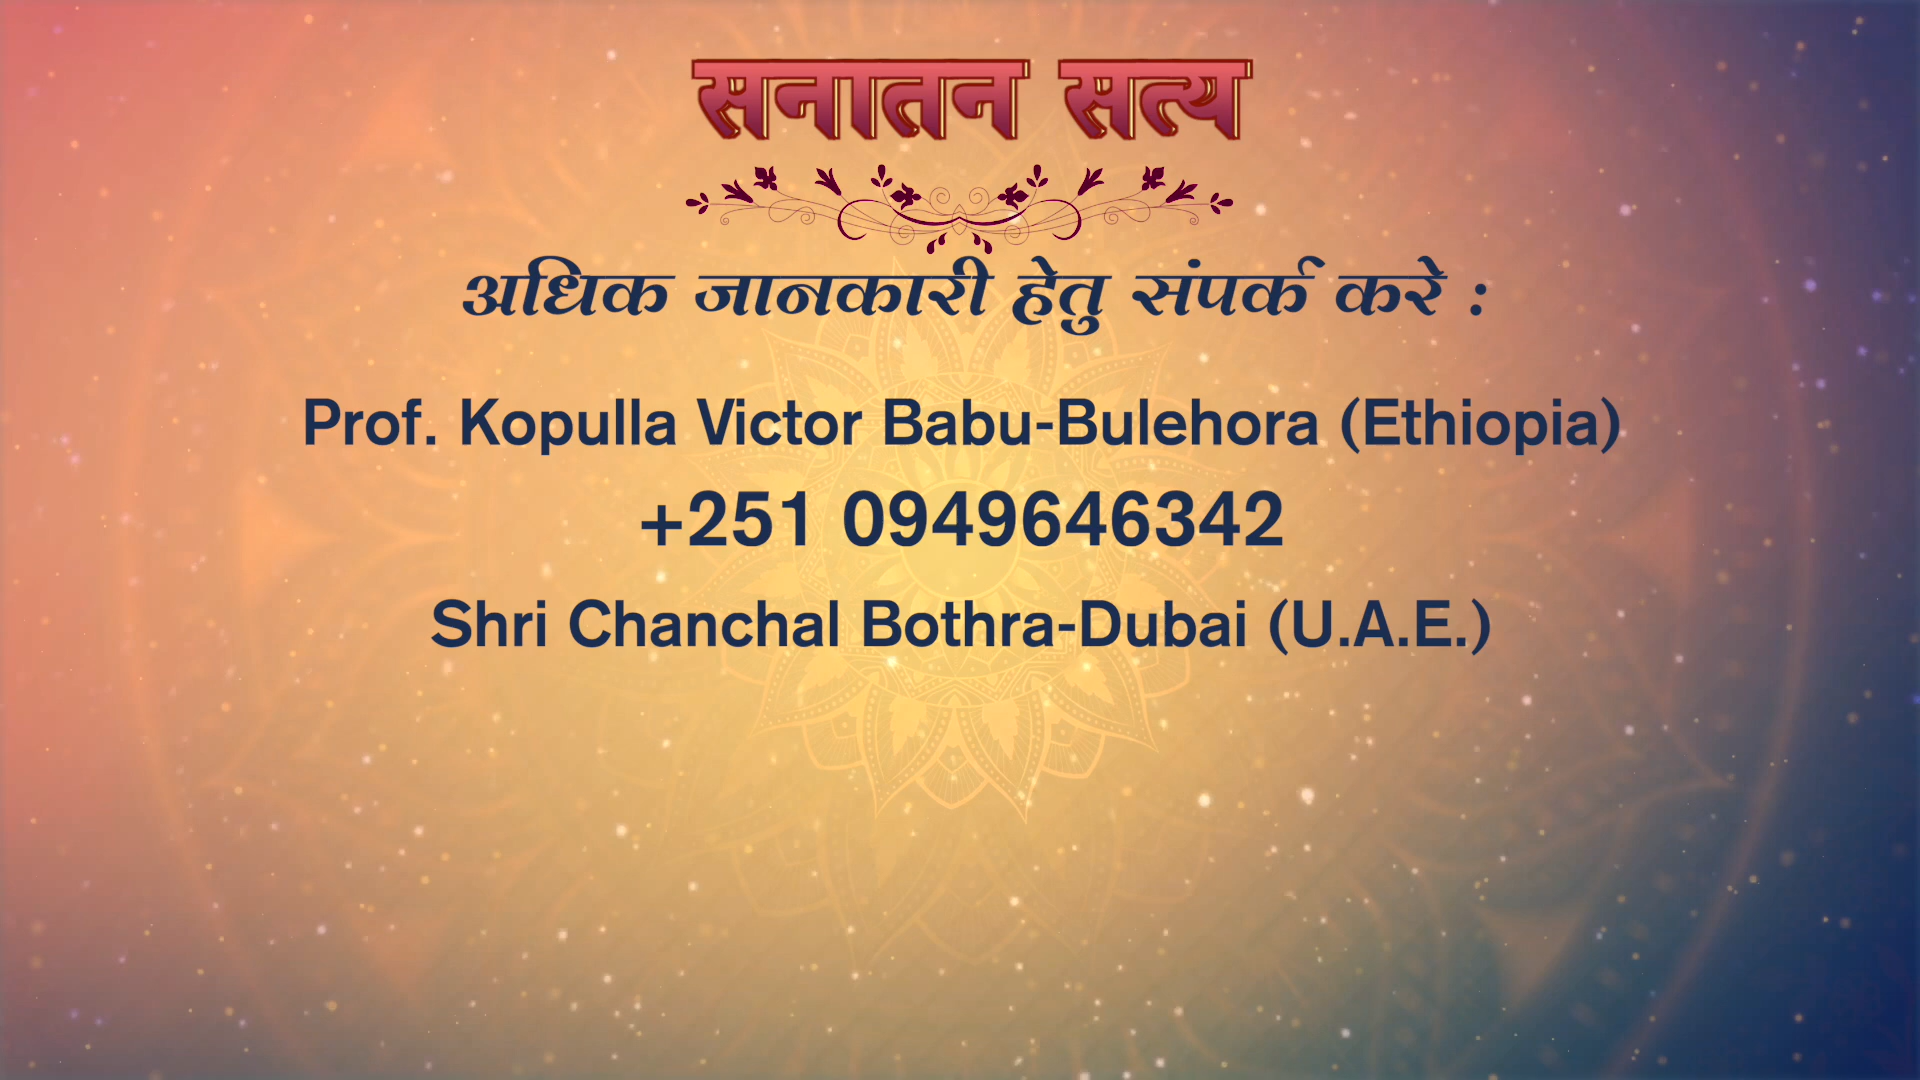 सनातन सत्य
अधिक जानकारी हेतु संपर्क करे :
Prof. Kopulla Victor Babu-Bulehora (Ethiopia)
+251 0949646342
Shri Chanchal Bothra-Dubai (U.A.E.)